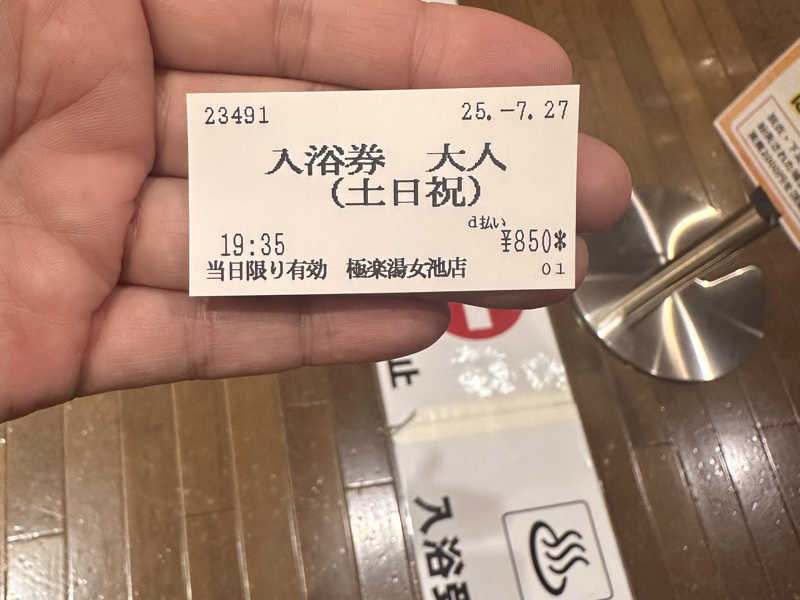 23491 25.-7.27
入浴券 大人
(土日祝)
d払い
19:35 ¥850*
当日限り有効 極楽湯女池店 01
止
入浴